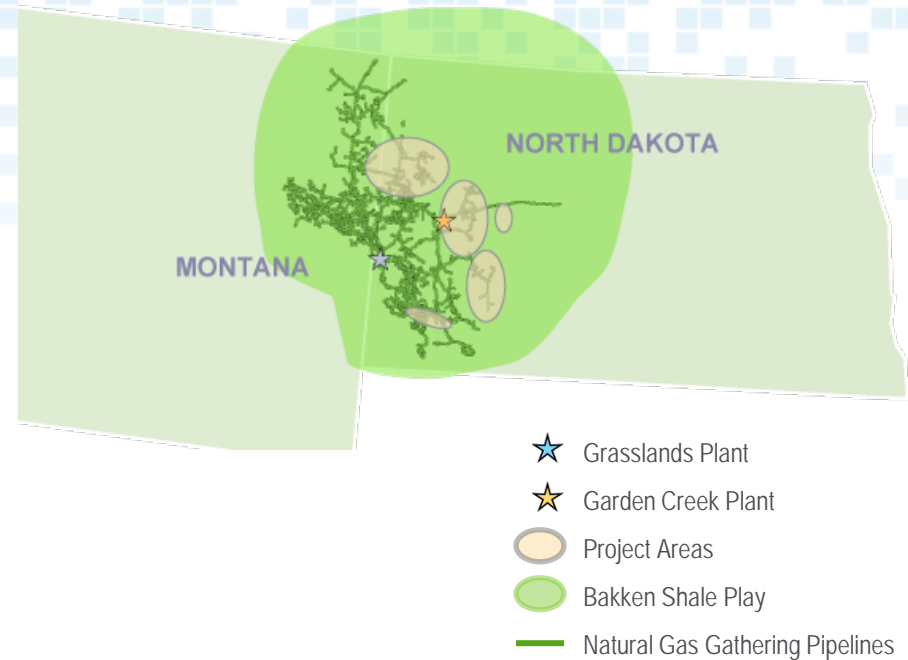 NORTH DAKOTA
MONTANA
Grasslands Plant
Garden Creek Plant
Project Areas
Bakken Shale Play
Natural Gas Gathering Pipelines